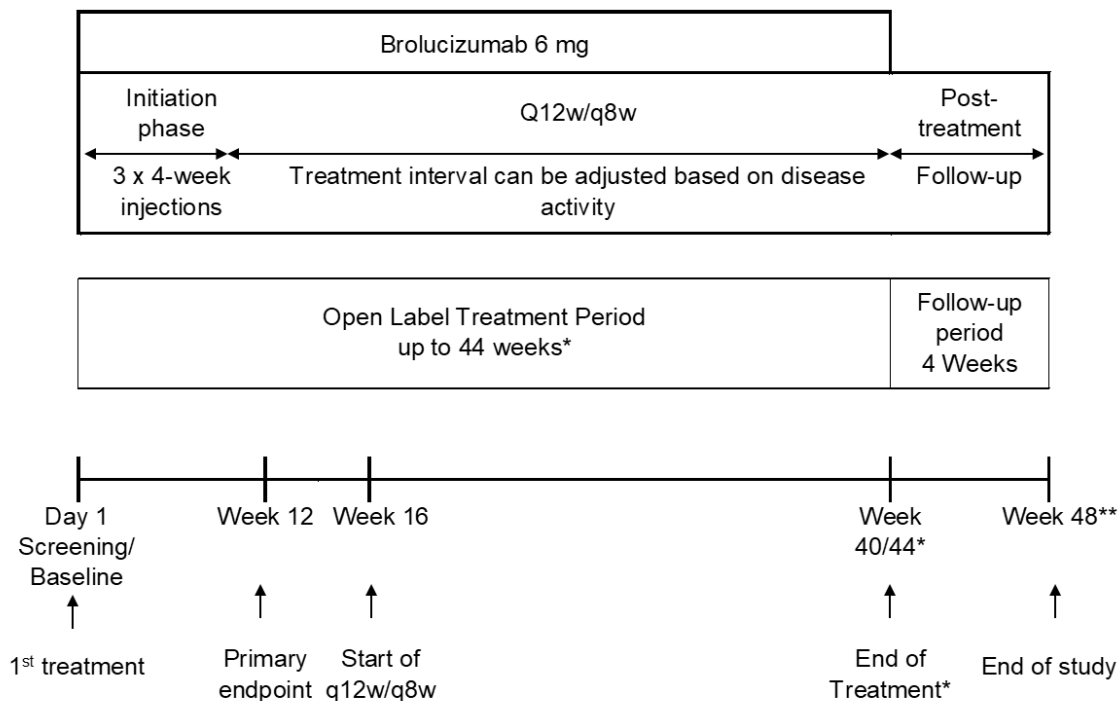 Brolucizumab 6 mg
Initiation
phase
3 x 4-week
injections
Q12w/q8w
Treatment interval can be adjusted based on disease
activity
Post-
treatment
Follow-up
Open Label Treatment Period
up to 44 weeks*
Follow-up
period
4 Weeks
Day 1
Screening/
Baseline
Week 12
Week 16
Week
40/44*
Week 48**
1st treatment
Primary
endpoint
Start of
q12w/q8w
End of
Treatment*
End of study